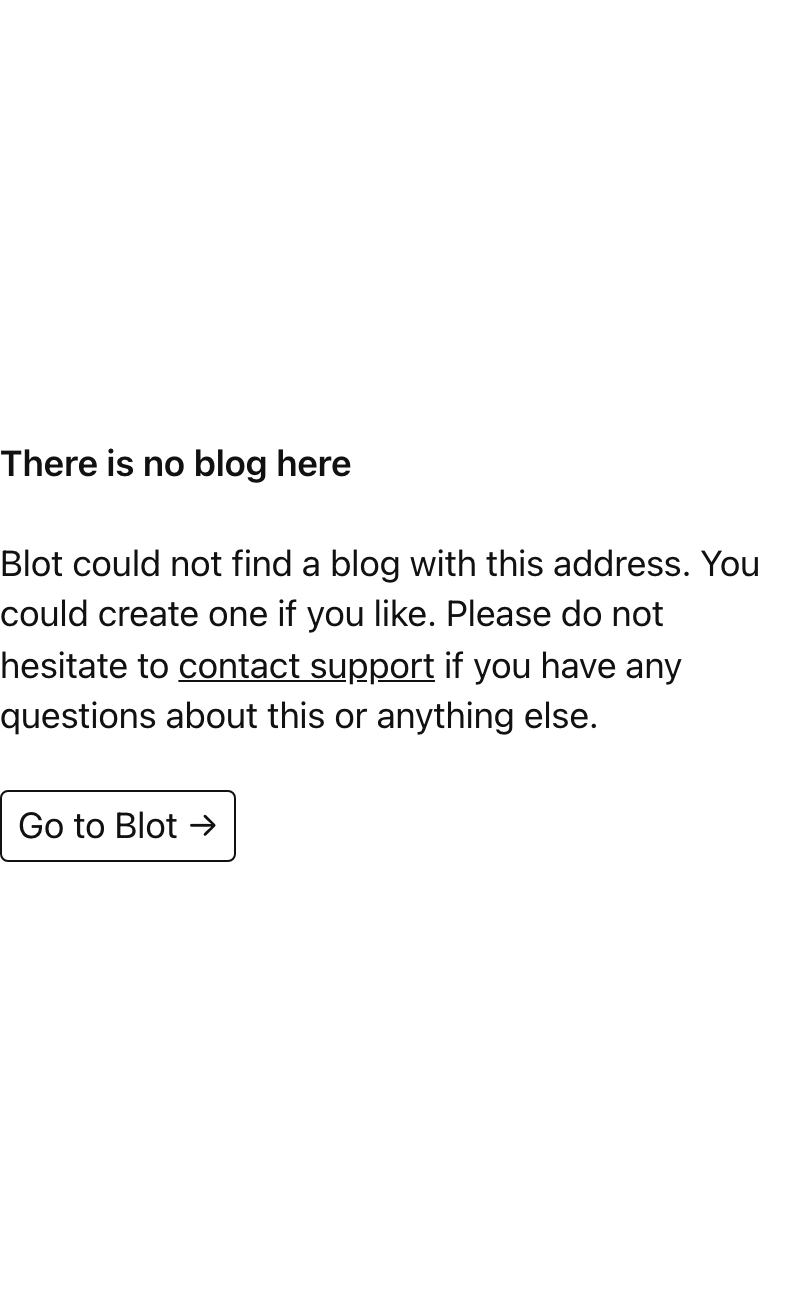 There is no blog here
Blot could not find a blog with this address. You
could create one if you like. Please do not
hesitate to contact support if you have any
questions about this or anything else.
Go to Blot →